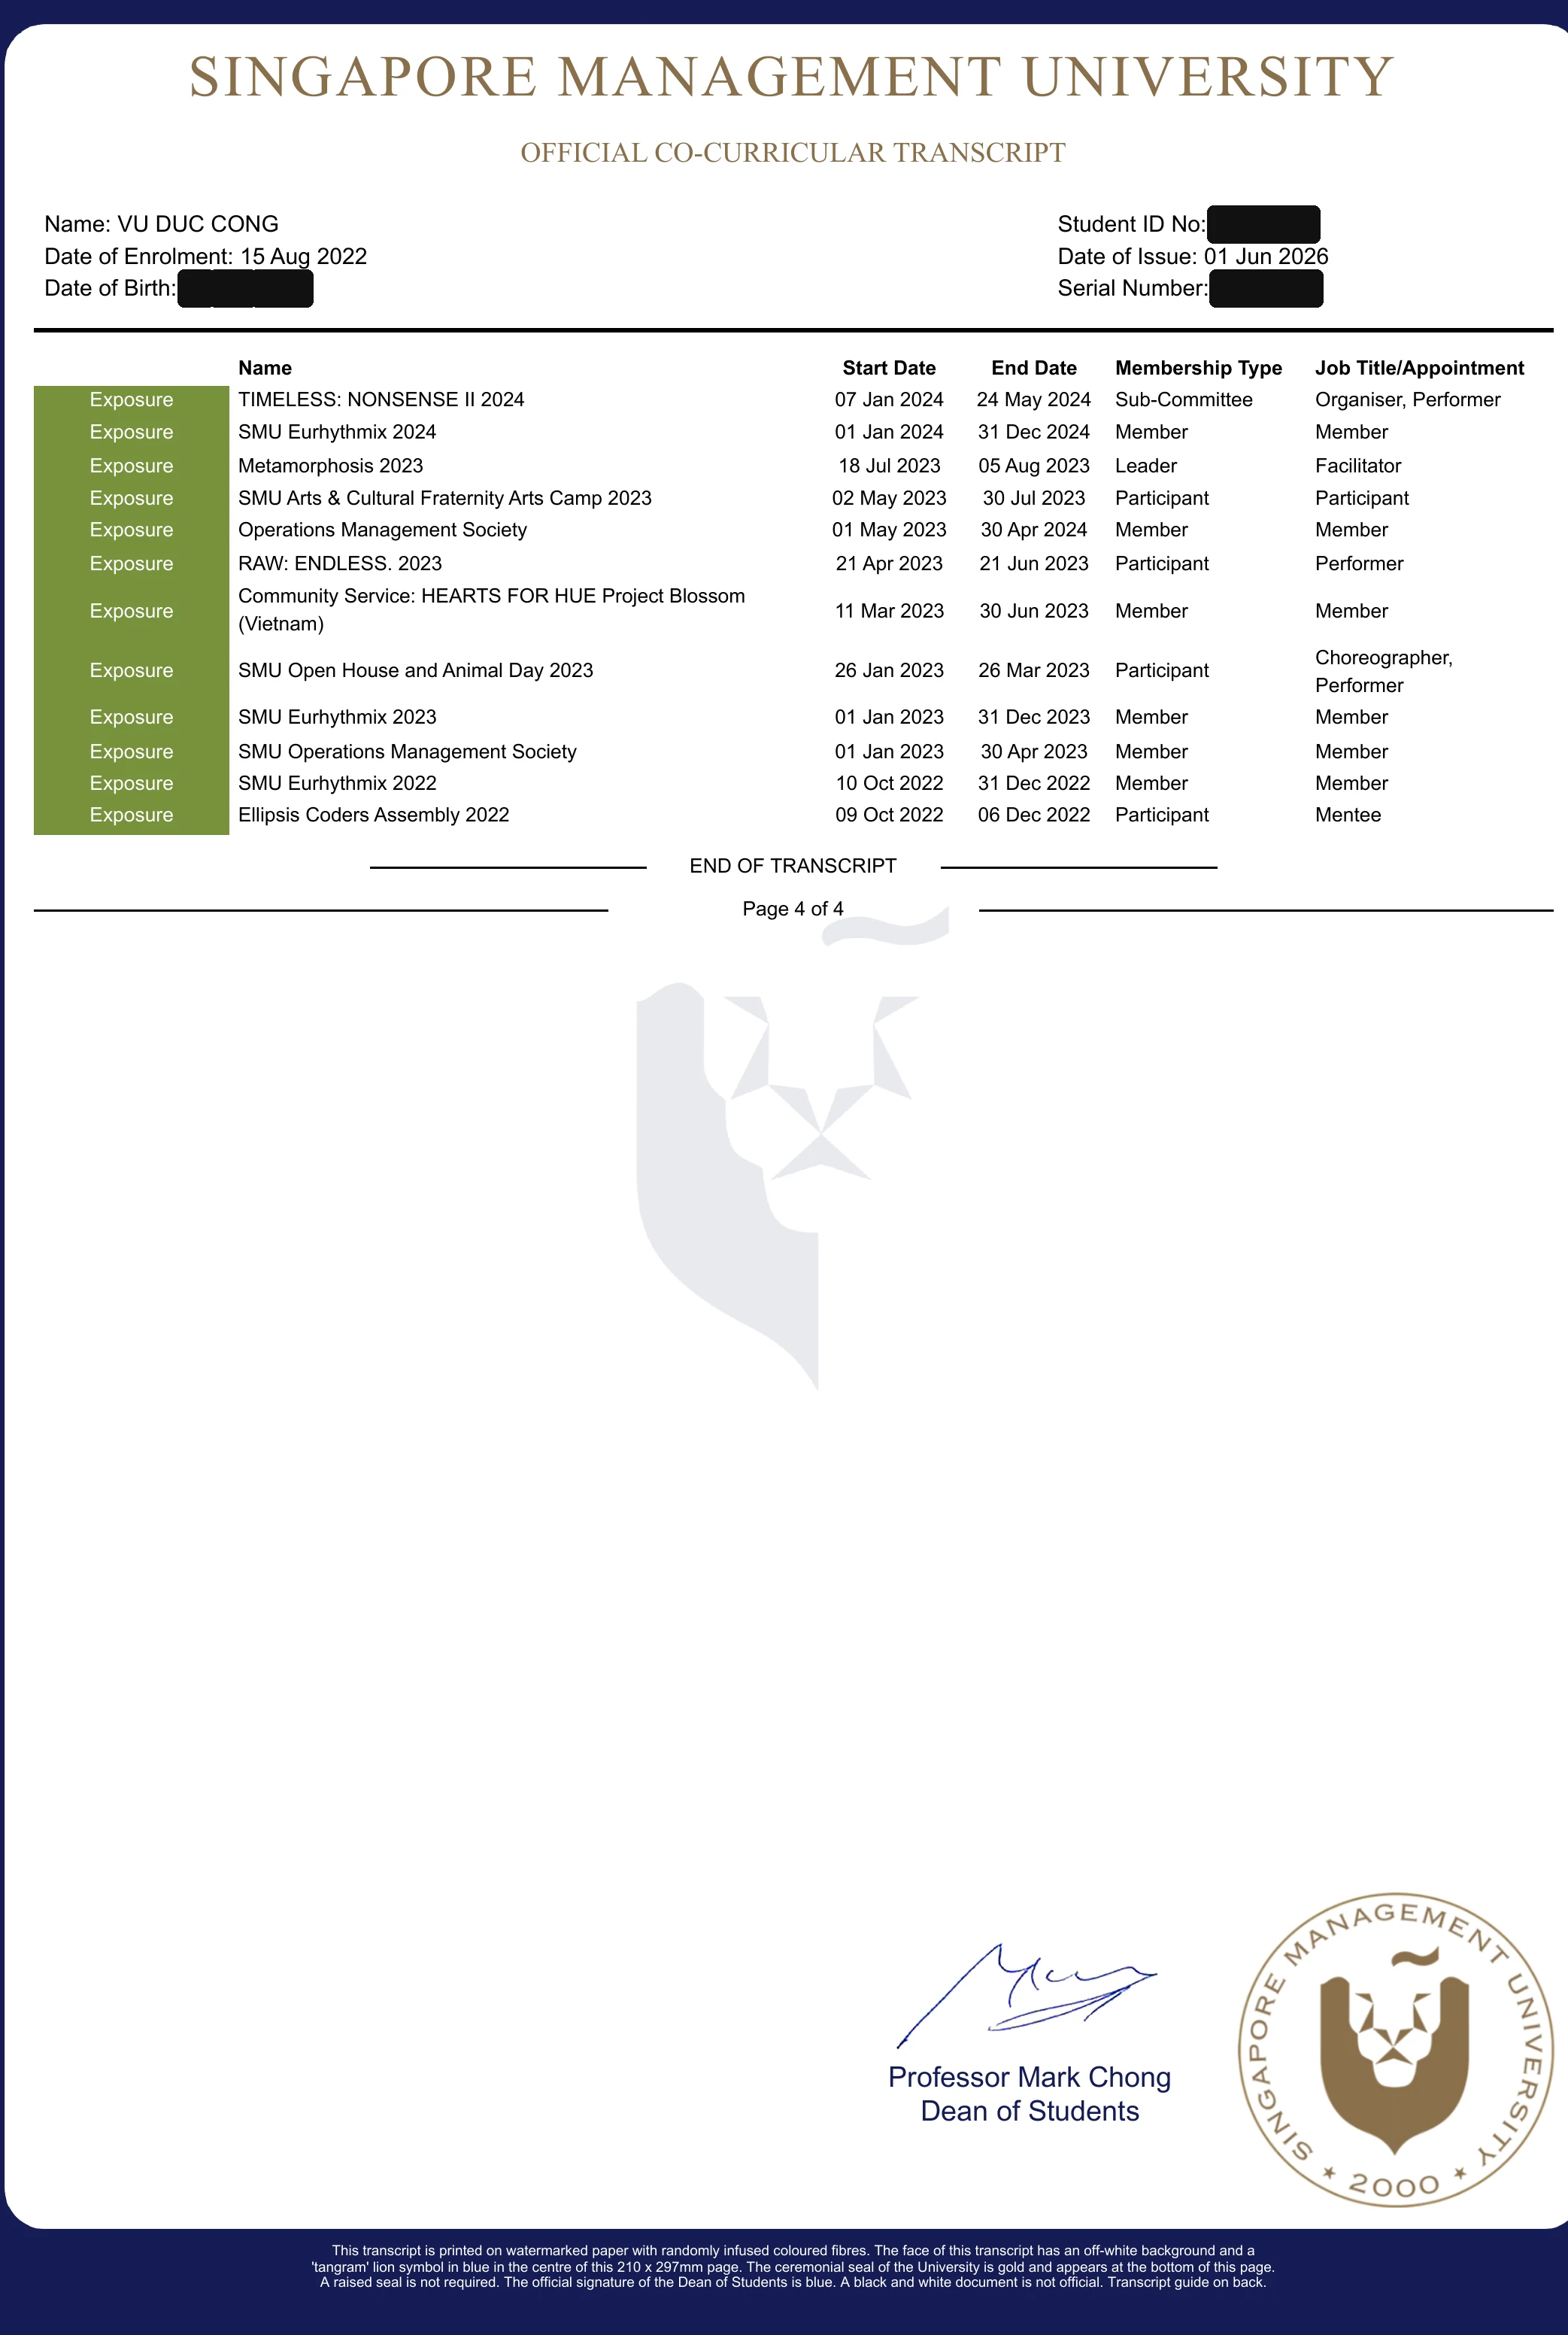 SINGAPORE MANAGEMENT UNIVERSITY
OFFICIAL CO-CURRICULAR TRANSCRIPT
Name: VU DUC CONG
Student ID No:
Date of Enrolment: 15 Aug 2022
Date of Issue: 01 Jun 2026
Date of Birth:
Serial Number:
Name Start Date End Date Membership Type Job Title/Appointment
Exposure TIMELESS: NONSENSE II 2024 07 Jan 2024 24 May 2024 Sub-Committee Organiser, Performer
Exposure SMU Eurhythmix 2024 01 Jan 2024 31 Dec 2024 Member Member
Exposure Metamorphosis 2023 18 Jul 2023 05 Aug 2023 Leader Facilitator
Exposure SMU Arts & Cultural Fraternity Arts Camp 2023 02 May 2023 30 Jul 2023 Participant Participant
Exposure Operations Management Society 01 May 2023 30 Apr 2024 Member Member
Exposure RAW: ENDLESS. 2023 21 Apr 2023 21 Jun 2023 Participant Performer
Exposure Community Service: HEARTS FOR HUE Project Blossom
(Vietnam) 11 Mar 2023 30 Jun 2023 Member Member
Exposure SMU Open House and Animal Day 2023 26 Jan 2023 26 Mar 2023 Participant Choreographer,
Performer
Exposure SMU Eurhythmix 2023 01 Jan 2023 31 Dec 2023 Member Member
Exposure SMU Operations Management Society 01 Jan 2023 30 Apr 2023 Member Member
Exposure SMU Eurhythmix 2022 10 Oct 2022 31 Dec 2022 Member Member
Exposure Ellipsis Coders Assembly 2022 09 Oct 2022 06 Dec 2022 Participant Mentee
END OF TRANSCRIPT
Page 4 of 4
Professor Mark Chong
Dean of Students
SINGAPORE MANAGEMENT UNIVERSITY
2000
This transcript is printed on watermarked paper with randomly infused coloured fibres. The face of this transcript has an off-white background and a
'tangram' lion symbol in blue in the centre of this 210 x 297mm page. The ceremonial seal of the University is gold and appears at the bottom of this page.
A raised seal is not required. The official signature of the Dean of Students is blue. A black and white document is not official. Transcript guide on back.